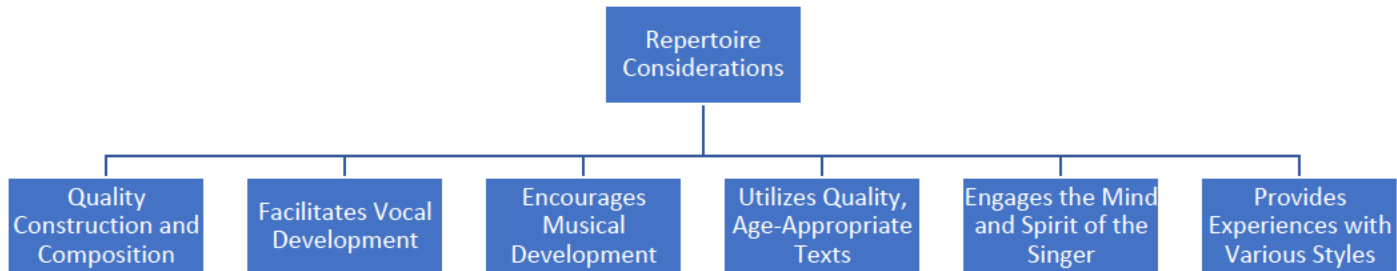 Repertoire
Considerations
Quality
Construction and
Composition
Facilitates Vocal
Development
Encourages
Musical
Development
Utilizes Quality,
Age-Appropriate
Texts
Engages the Mind
and Spirit of the
Singer
Provides
Experiences with
Various Styles